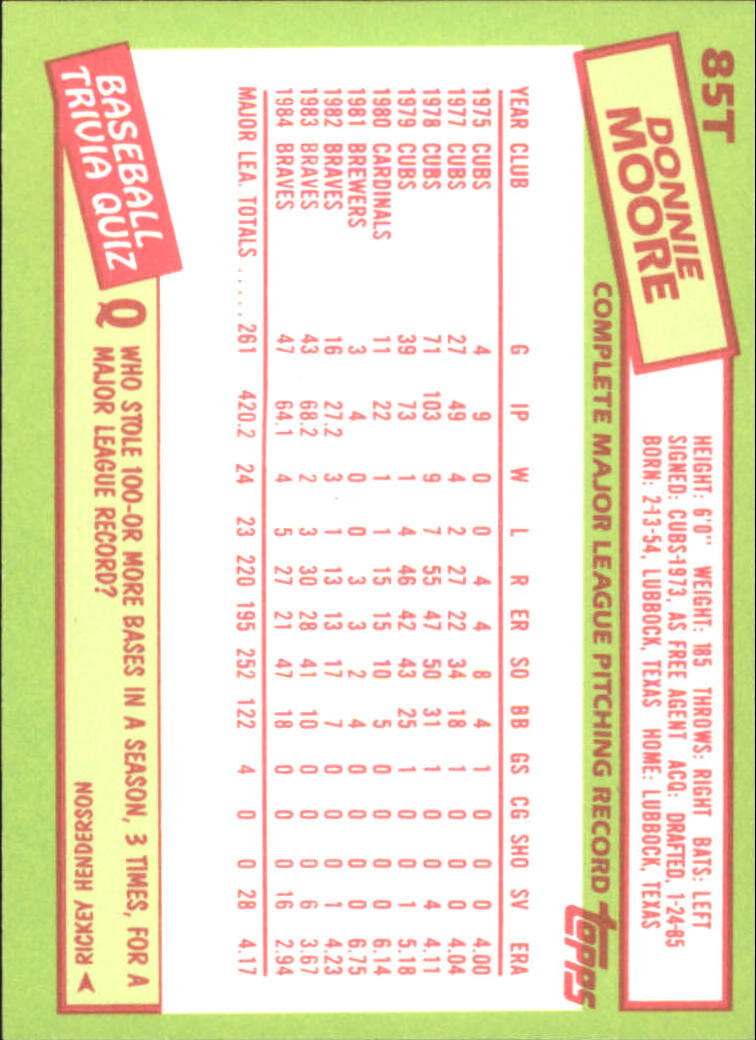 85T
DONNIE
MOORE
HEIGHT: 6'0" WEIGHT: 185 THROWS: RIGHT BATS: LEFT
SIGNED: CUBS-1973, AS FREE AGENT ACQ: DRAFTED, 1-24-85
BORN: 2-13-54, LUBBOCK, TEXAS HOME: LUBBOCK, TEXAS
COMPLETE MAJOR LEAGUE PITCHING RECORD
topps
YEAR CLUB G IP W L R ER SO BB GS CG SHO SV ERA
1975 CUBS 4 9 0 0 4 4 8 4 1 0 0 0 4.00
1977 CUBS 27 49 4 2 27 22 34 18 1 0 0 0 4.04
1978 CUBS 71 103 9 7 55 47 50 31 1 0 0 4 4.11
1979 CUBS 39 73 1 4 46 42 43 25 1 0 0 1 5.18
1980 CARDINALS 11 22 1 1 15 15 10 5 0 0 0 0 6.14
1981 BREWERS 3 4 0 0 3 3 2 4 0 0 0 0 6.75
1982 BRAVES 16 27.2 3 1 13 13 17 7 0 0 0 1 4.23
1983 BRAVES 43 68.2 2 3 30 28 41 10 0 0 0 6 3.67
1984 BRAVES 47 64.1 4 5 27 21 47 18 0 0 0 16 2.94
MAJOR LEA. TOTALS ..... 261 420.2 24 23 220 195 252 122 4 0 0 28 4.17
BASEBALL
TRIVIA QUIZ
Q WHO STOLE 100-OR MORE BASES IN A SEASON, 3 TIMES, FOR A
MAJOR LEAGUE RECORD?
RICKEY HENDERSON